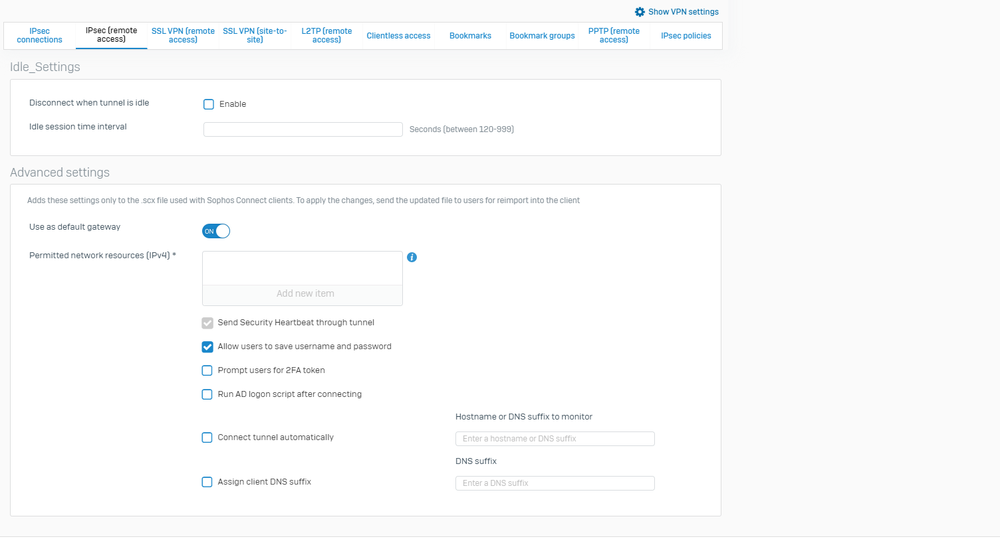 Show VPN settings
IPsec connections
IPsec (remote access)
SSL VPN (remote access)
SSL VPN (site-to-site)
L2TP (remote access)
Clientless access
Bookmarks
Bookmark groups
PPTP (remote access)
IPsec policies
Idle_Settings
Disconnect when tunnel is idle
Enable
Idle session time interval
Seconds (between 120-999)
Advanced settings
Adds these settings only to the .scx file used with Sophos Connect clients. To apply the changes, send the updated file to users for reimport into the client
Use as default gateway
ON
Permitted network resources (IPv4) *
Add new item
Send Security Heartbeat through tunnel
Allow users to save username and password
Prompt users for 2FA token
Run AD logon script after connecting
Hostname or DNS suffix to monitor
Connect tunnel automatically
Enter a hostname or DNS suffix
DNS suffix
Assign client DNS suffix
Enter a DNS suffix